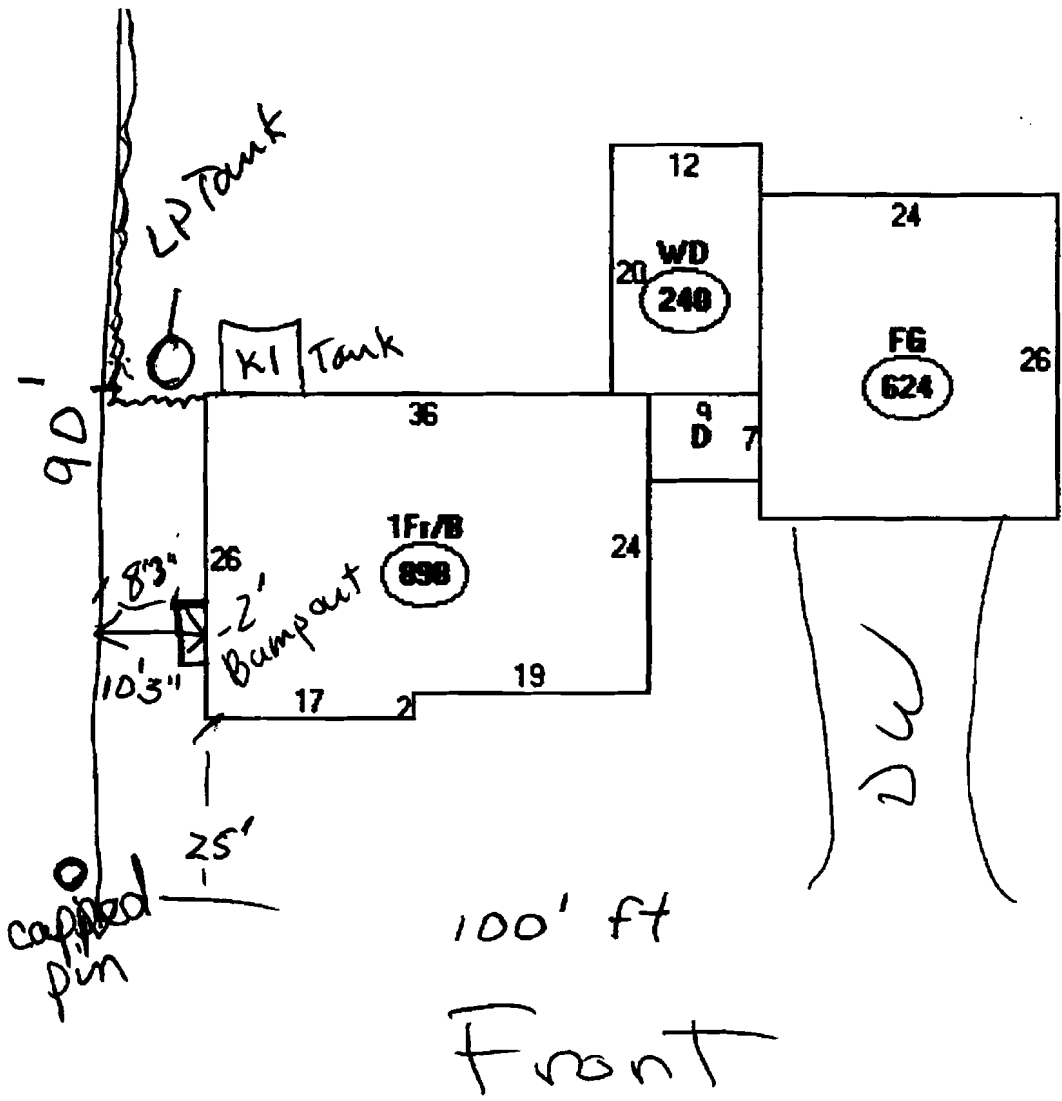 LP Tank
K1 Tank
12
20
WD
240
24
FG
624
26
36
9
D
7
1Fr/B
898
26
24
90'
8'3"
10'3"
-2'
Bumpout
17
2
19
25'
DW
capped
pin
100' ft
Front